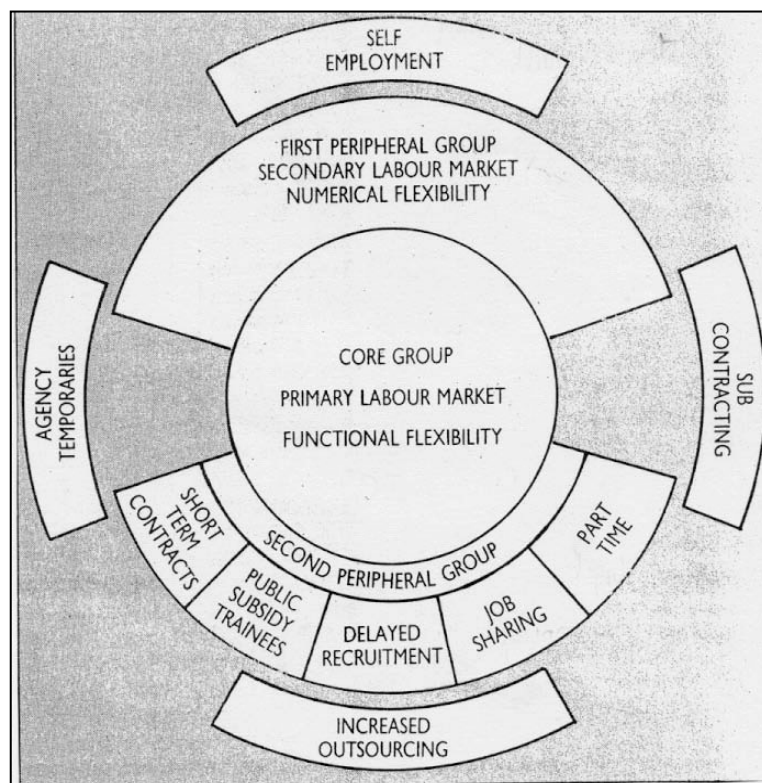 SELF
EMPLOYMENT
FIRST PERIPHERAL GROUP
SECONDARY LABOUR MARKET
NUMERICAL FLEXIBILITY
AGENCY
TEMPORARIES
CORE GROUP
PRIMARY LABOUR MARKET
FUNCTIONAL FLEXIBILITY
SUB
CONTRACTING
SECOND PERIPHERAL GROUP
SHORT
TERM
CONTRACTS
PUBLIC
SUBSIDY
TRAINEES
DELAYED
RECRUITMENT
JOB
SHARING
PART
TIME
INCREASED
OUTSOURCING